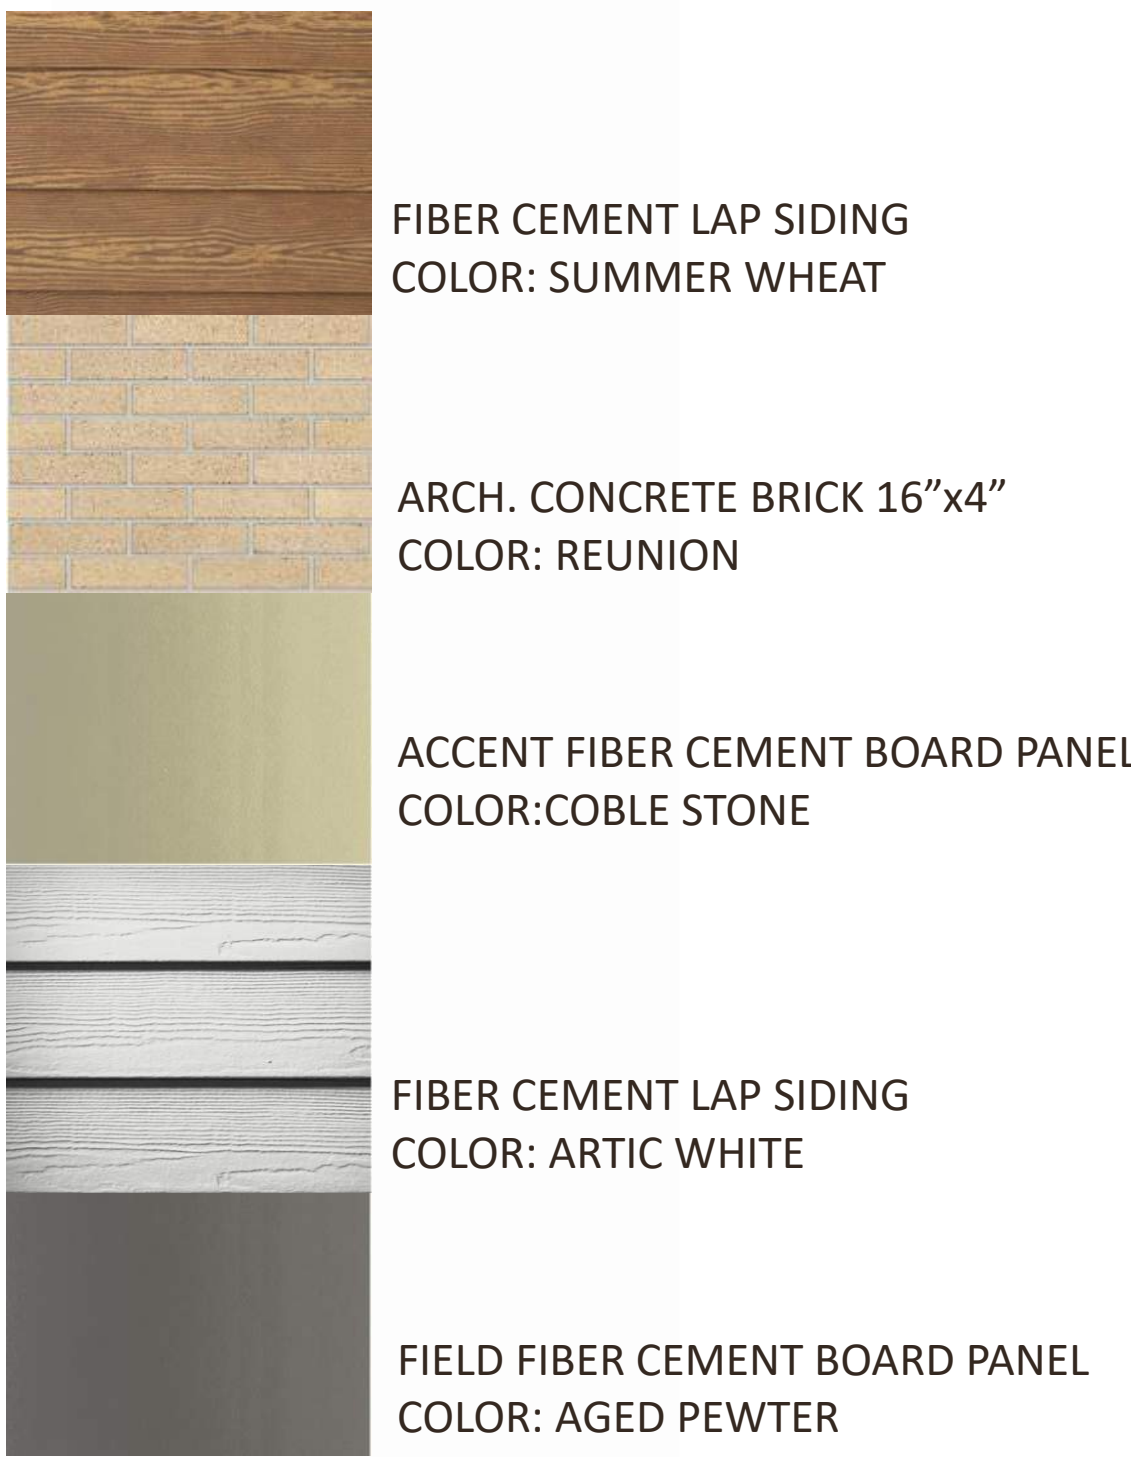 FIBER CEMENT LAP SIDING
COLOR: SUMMER WHEAT
ARCH. CONCRETE BRICK 16”x4”
COLOR: REUNION
ACCENT FIBER CEMENT BOARD PANEL
COLOR:COBLE STONE
FIBER CEMENT LAP SIDING
COLOR: ARTIC WHITE
FIELD FIBER CEMENT BOARD PANEL
COLOR: AGED PEWTER